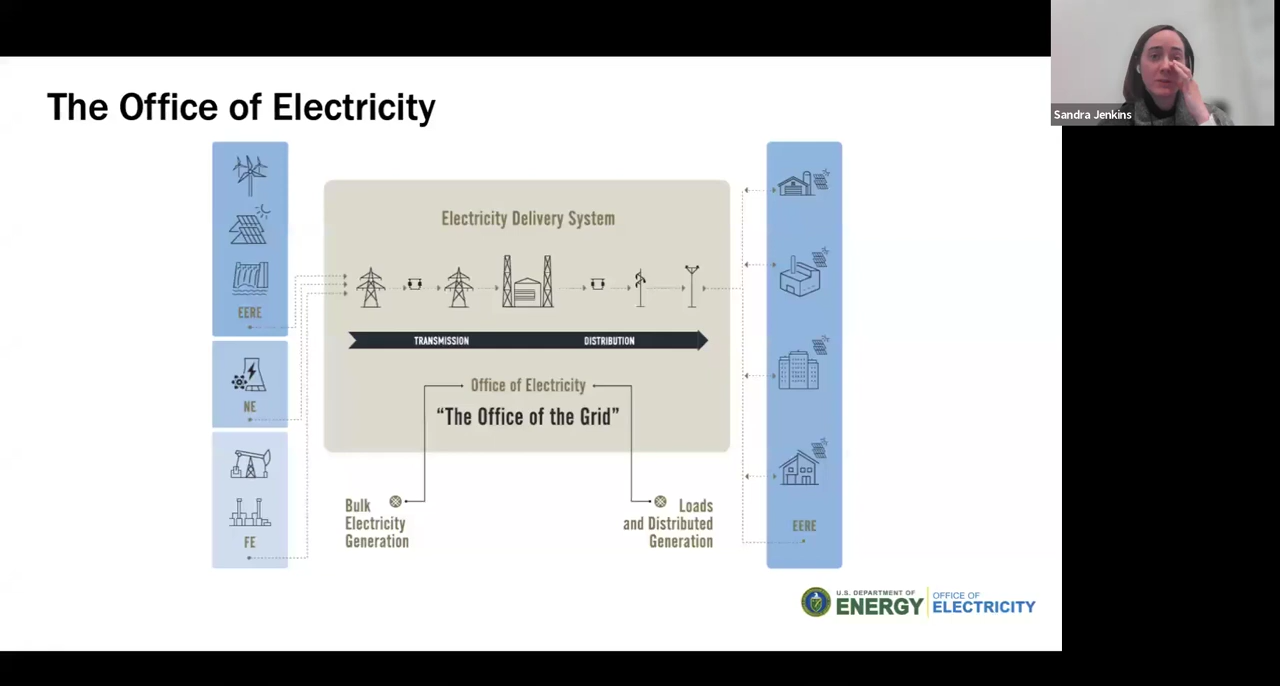 The Office of Electricity
Sandra Jenkins
Electricity Delivery System
EERE
TRANSMISSION
DISTRIBUTION
NE
Office of Electricity
“The Office of the Grid”
FE
Bulk
Electricity
Generation
Loads
and Distributed
Generation
EERE
U.S. DEPARTMENT OF
ENERGY
OFFICE OF
ELECTRICITY